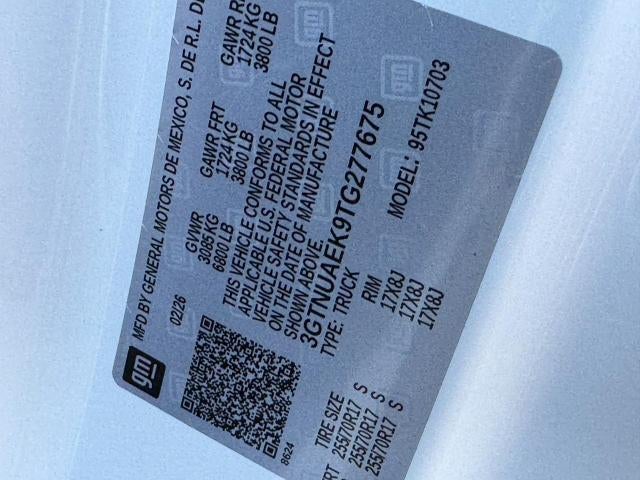 gm
MFD BY GENERAL MOTORS DE MEXICO, S. DE R.L. DE
02/26 GVWR GAWR FRT GAWR
3085KG 1724KG 1724KG
6800 LB 3800 LB 3800 LB
THIS VEHICLE CONFORMS TO ALL
APPLICABLE U.S. FEDERAL MOTOR
VEHICLE SAFETY STANDARDS IN EFFECT
ON THE DATE OF MANUFACTURE
SHOWN ABOVE.
3GTNUAEK9TG277675
TYPE: TRUCK MODEL: 95TK10703
8624
TIRE SIZE RIM
255/70R17 S 17X8J
255/70R17 S 17X8J
255/70R17 S 17X8J